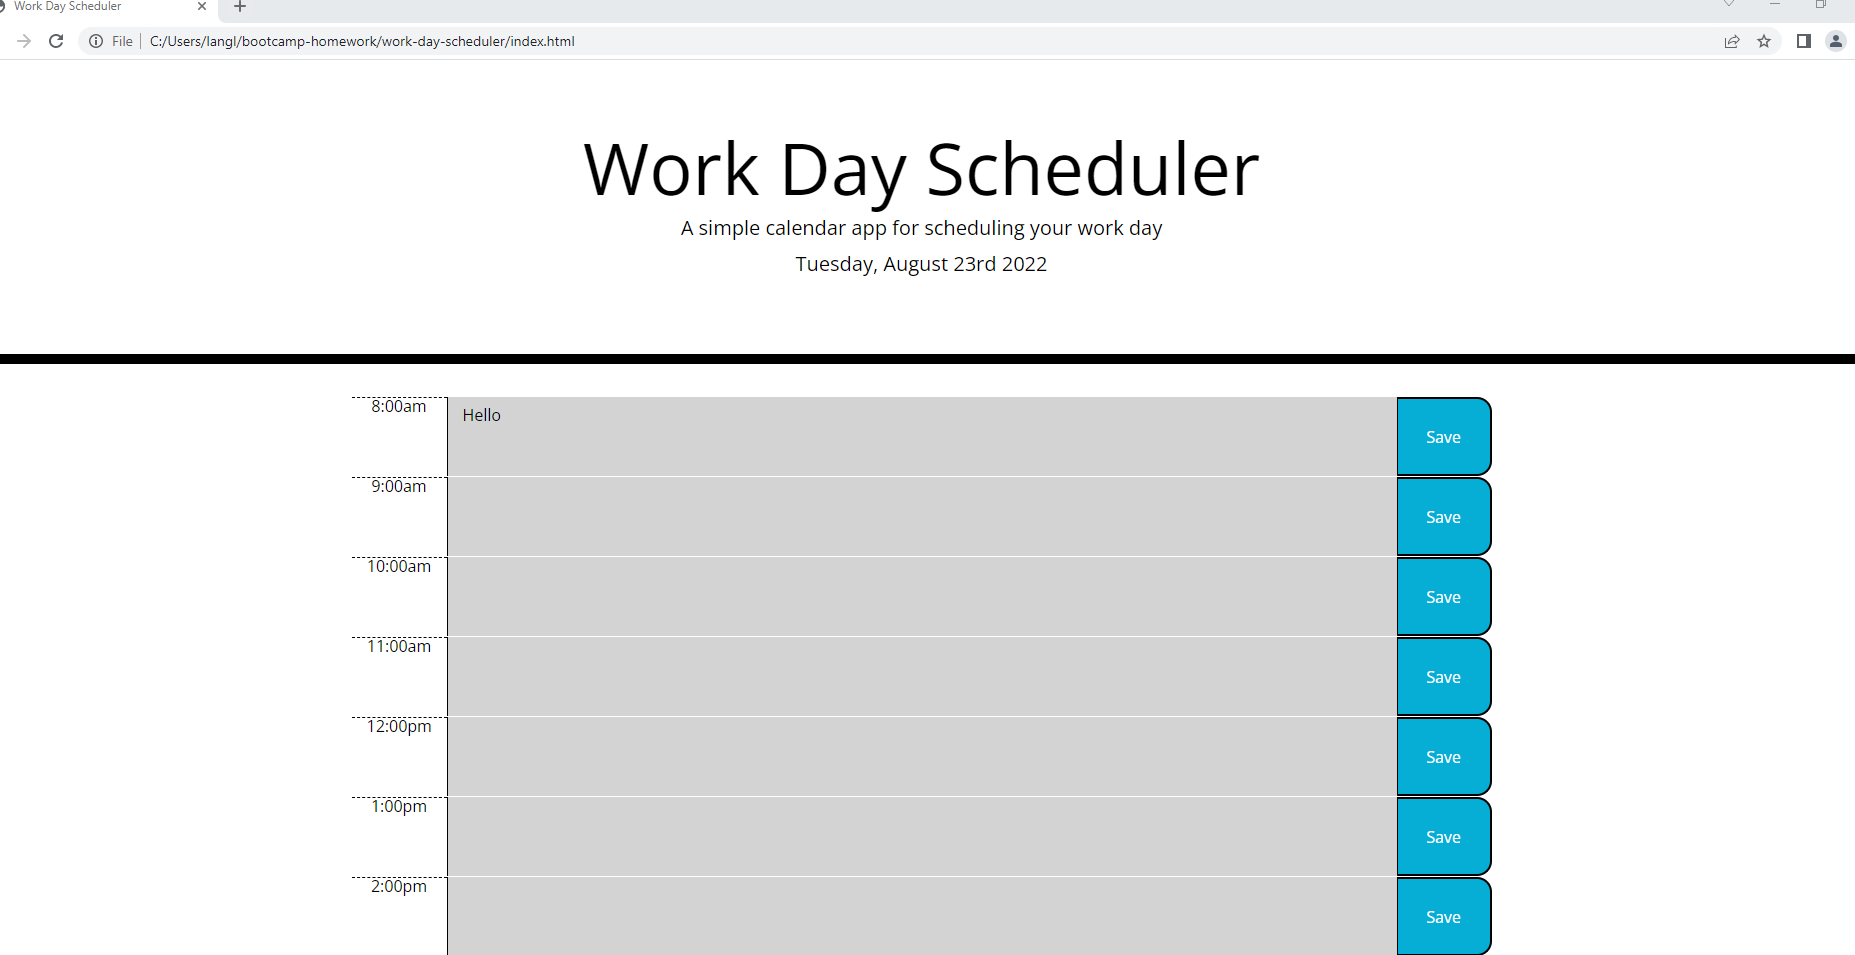 Work Day Scheduler
File C:/Users/langl/bootcamp-homework/work-day-scheduler/index.html
Work Day Scheduler
A simple calendar app for scheduling your work day
Tuesday, August 23rd 2022
8:00am Hello Save
9:00am Save
10:00am Save
11:00am Save
12:00pm Save
1:00pm Save
2:00pm Save